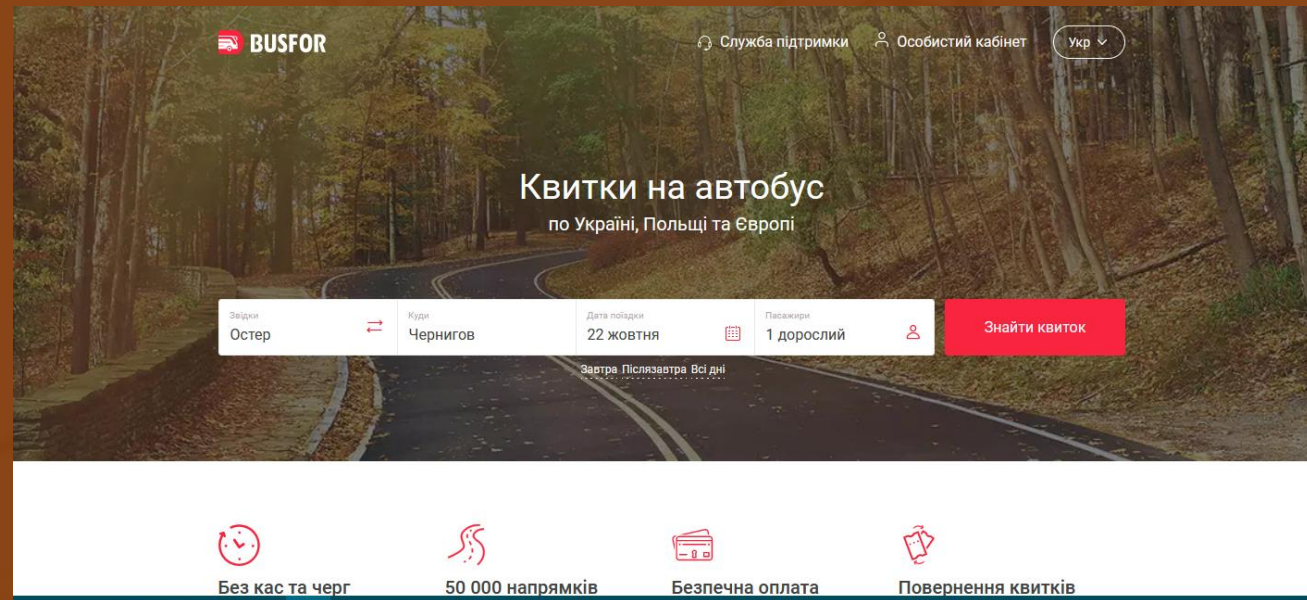 BUSFOR
Служба підтримки
Особистий кабінет
Укр
Квитки на автобус
по Україні, Польщі та Європі
Звідки
Остер
Куди
Чернигов
Дата поїздки
22 жовтня
Пасажири
1 дорослий
Знайти квиток
Завтра Післязавтра Всі дні
Без кас та черг
50 000 напрямків
Безпечна оплата
Повернення квитків